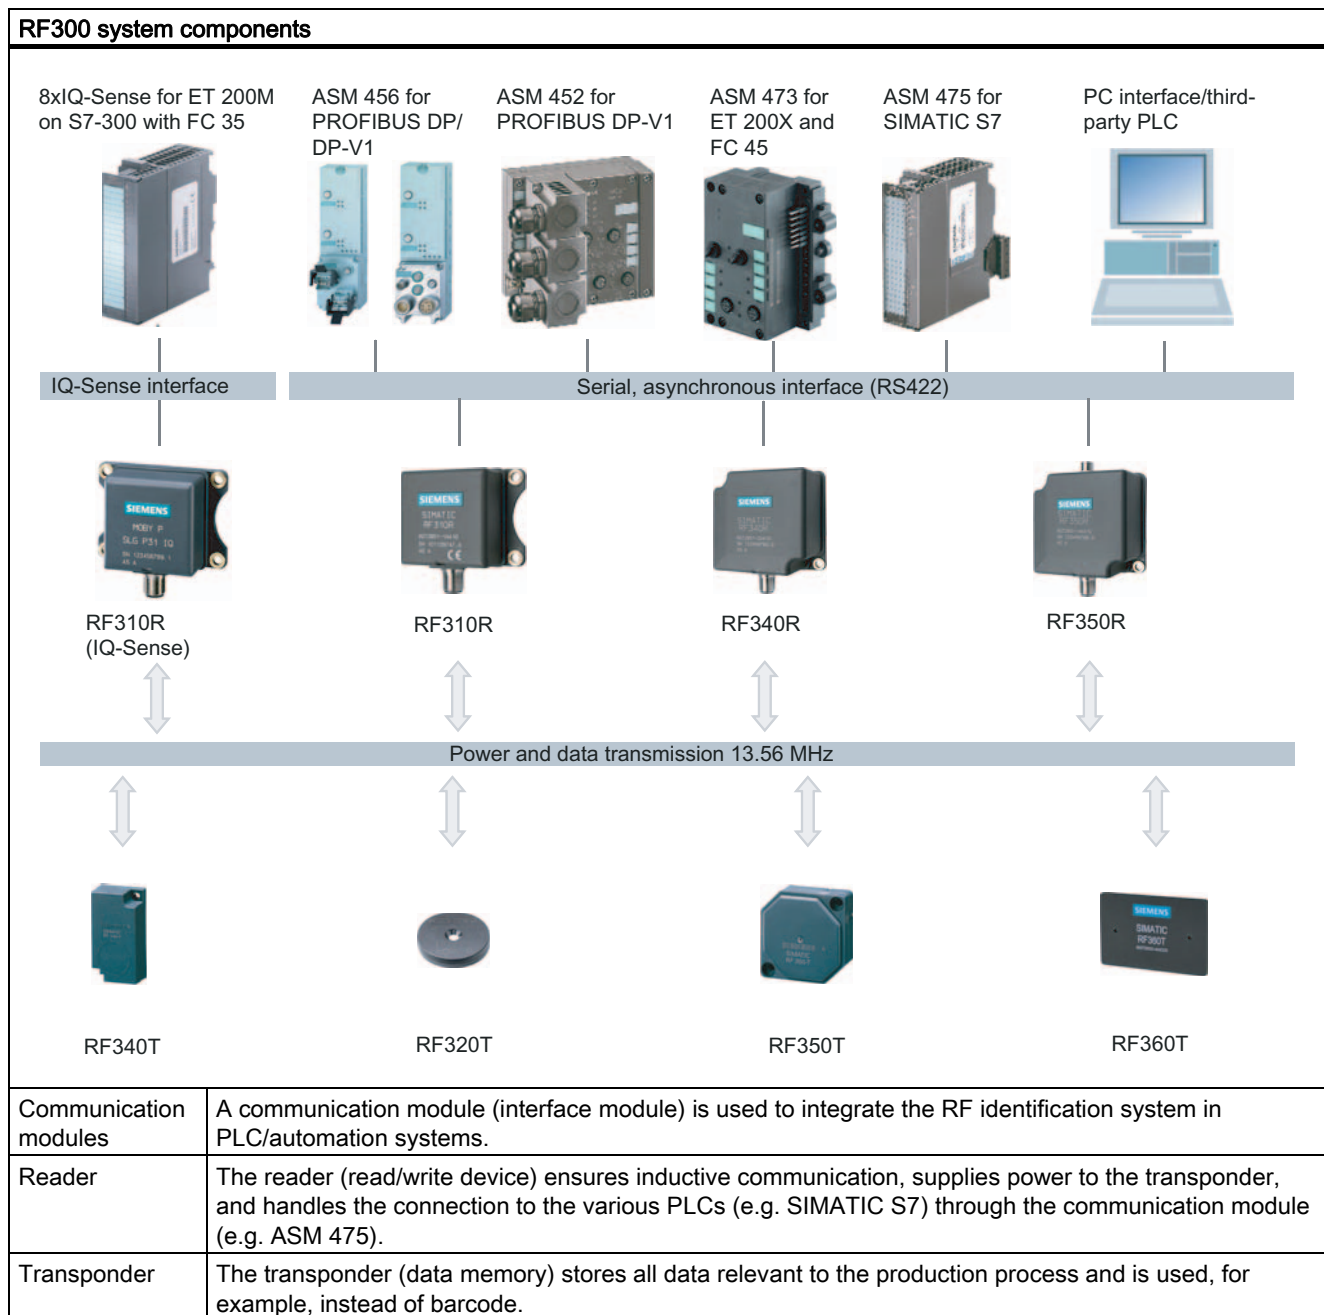 RF300 system components
8xIQ-Sense for ET 200M
on S7-300 with FC 35
ASM 456 for
PROFIBUS DP/
DP-V1
ASM 452 for
PROFIBUS DP-V1
ASM 473 for
ET 200X and
FC 45
ASM 475 for
SIMATIC S7
PC interface/third-
party PLC
IQ-Sense interface
Serial, asynchronous interface (RS422)
SIEMENS
MOBY P
SLG P31 IQ
SIEMENS
SIMATIC
RF310R
CE
SIEMENS
SIMATIC
RF340R
SIEMENS
SIMATIC
RF350R
RF310R
(IQ-Sense)
RF310R
RF340R
RF350R
Power and data transmission 13.56 MHz
SIEMENS
SIMATIC
RF360T
RF340T
RF320T
RF350T
RF360T
Communication
modules
A communication module (interface module) is used to integrate the RF identification system in
PLC/automation systems.
Reader
The reader (read/write device) ensures inductive communication, supplies power to the transponder,
and handles the connection to the various PLCs (e.g. SIMATIC S7) through the communication module
(e.g. ASM 475).
Transponder
The transponder (data memory) stores all data relevant to the production process and is used, for
example, instead of barcode.